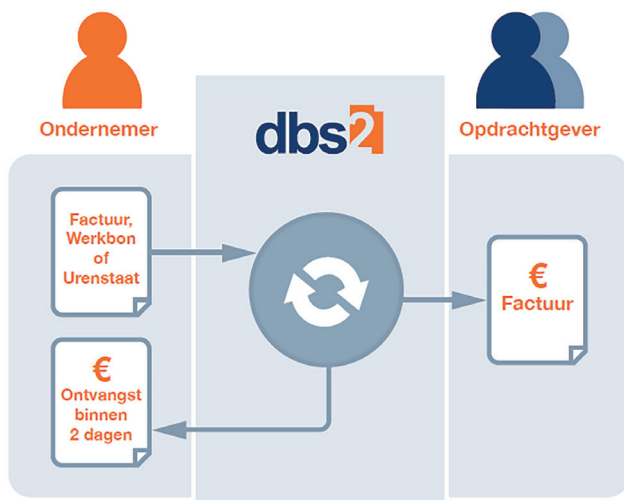 Ondernemer
dbs2
Opdrachtgever
Factuur,
Werkbon
of
Urenstaat
€
Factuur
€
Ontvangst
binnen
2 dagen